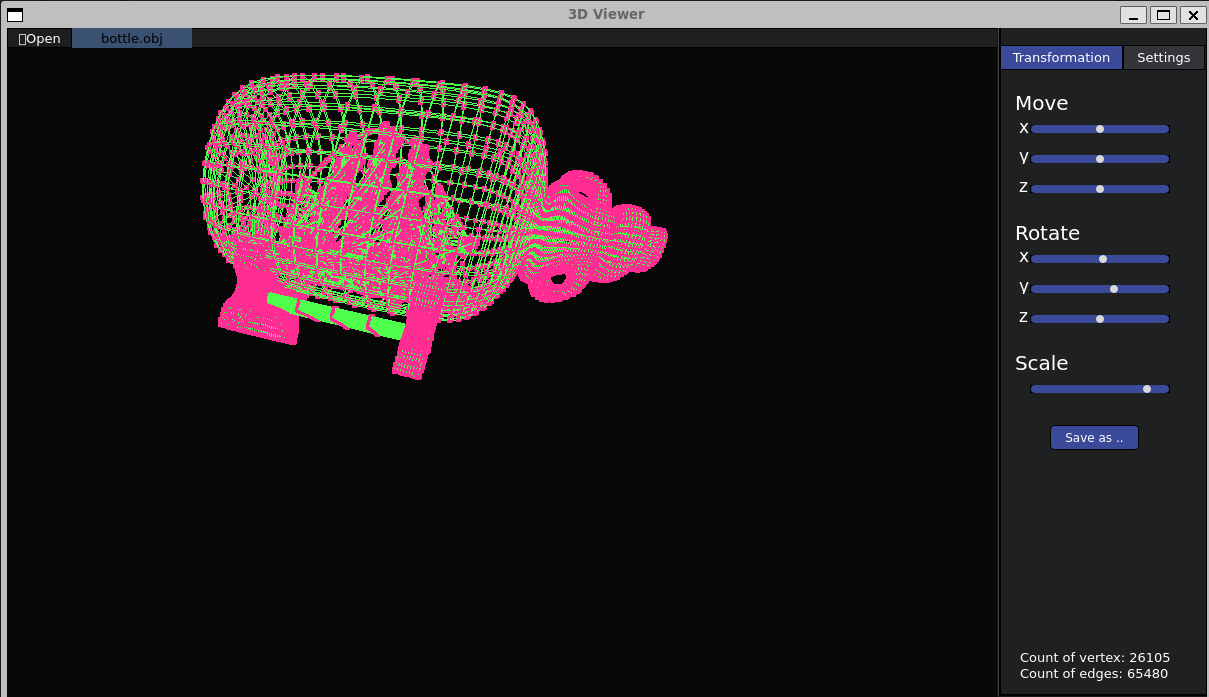 3D Viewer
Open
bottle.obj
Transformation
Settings
Move
x
y
z
Rotate
x
y
z
Scale
Save as ..
Count of vertex: 26105
Count of edges: 65480